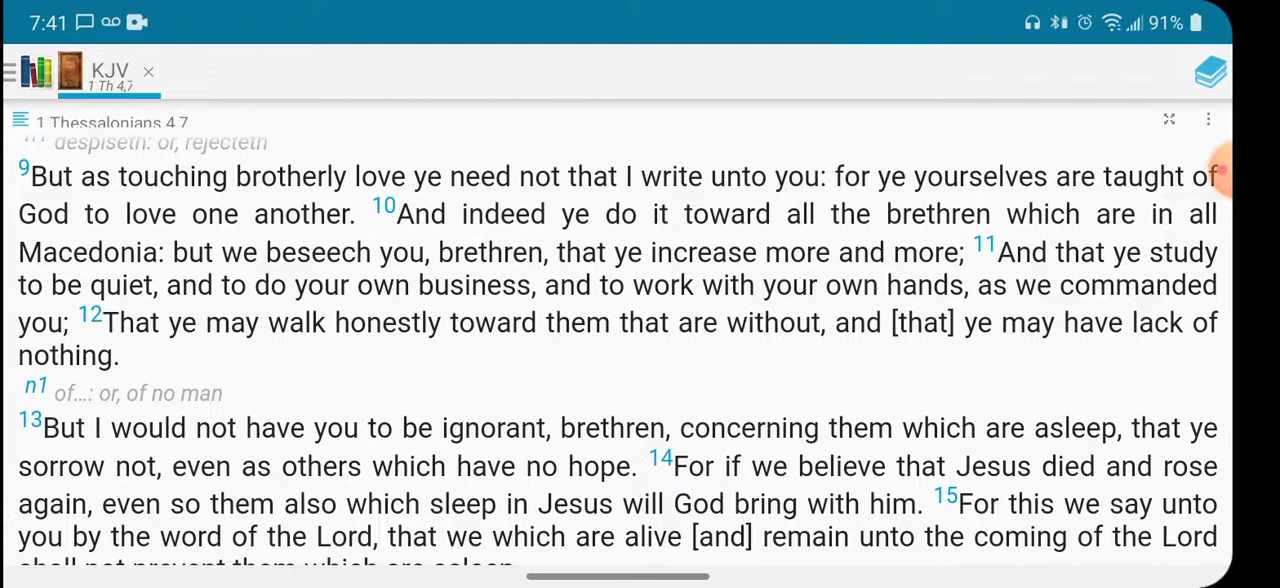 7:41 91%
KJV ×
1 Th 4,7
1 Thessalonians 4 7
n1 despiseth: or, rejecteth
9But as touching brotherly love ye need not that I write unto you: for ye yourselves are taught of
God to love one another. 10And indeed ye do it toward all the brethren which are in all
Macedonia: but we beseech you, brethren, that ye increase more and more; 11And that ye study
to be quiet, and to do your own business, and to work with your own hands, as we commanded
you; 12That ye may walk honestly toward them that are without, and [that] ye may have lack of
nothing.
n1 of...: or, of no man
13But I would not have you to be ignorant, brethren, concerning them which are asleep, that ye
sorrow not, even as others which have no hope. 14For if we believe that Jesus died and rose
again, even so them also which sleep in Jesus will God bring with him. 15For this we say unto
you by the word of the Lord, that we which are alive [and] remain unto the coming of the Lord
shall not prevent them which are asleep